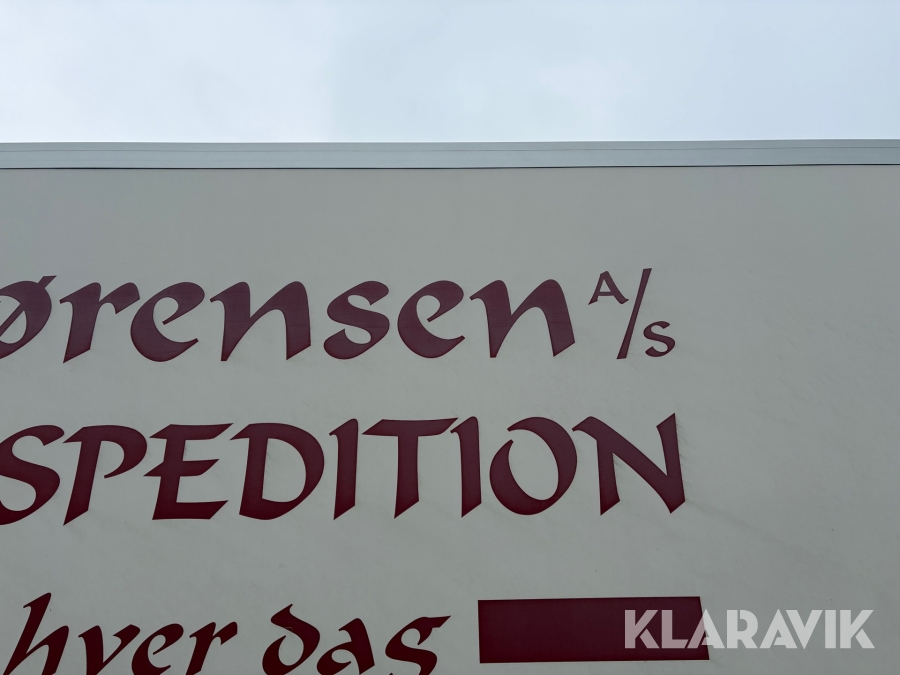 ørensen A/S
SPEDITION
hver dag
KLARAVIK